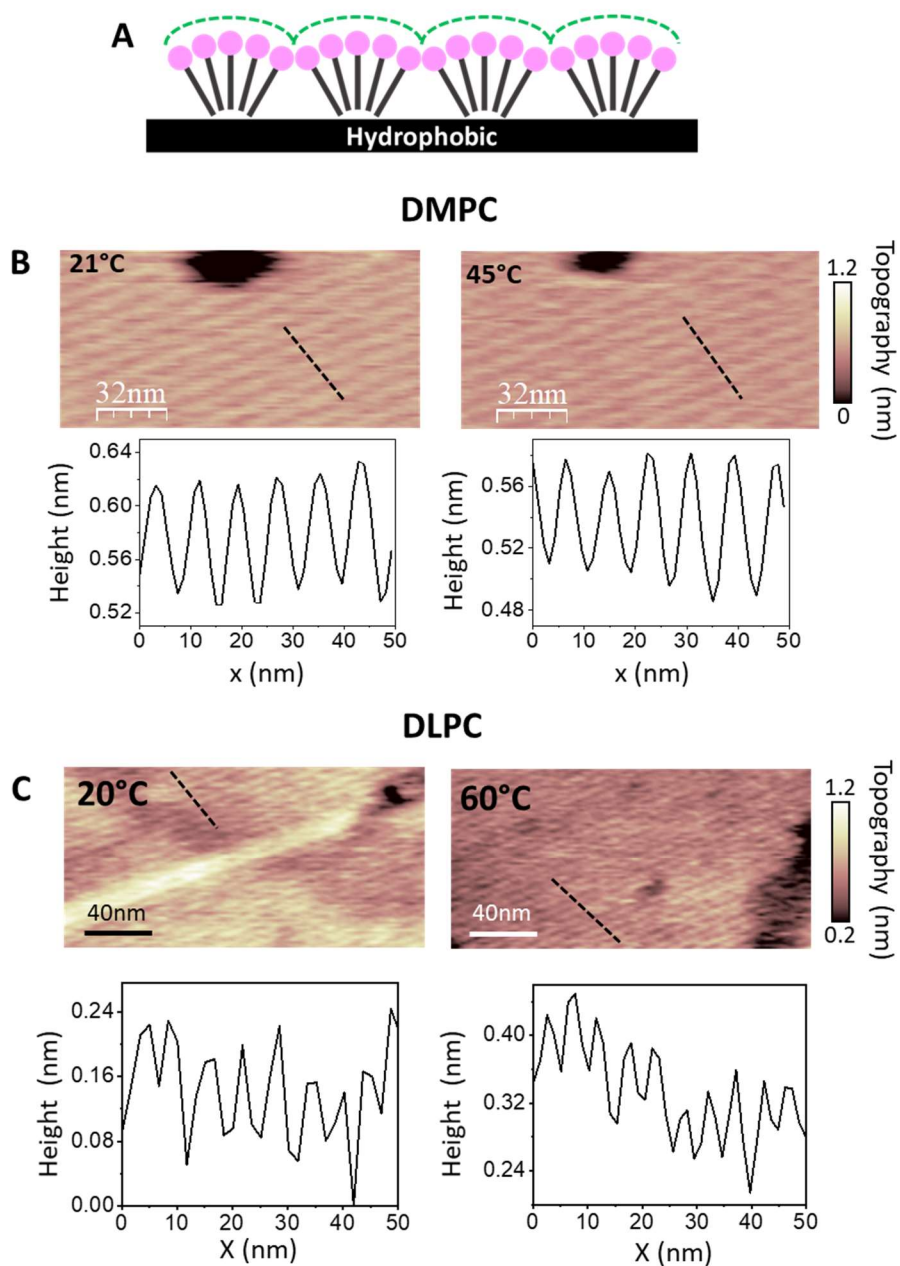 A
Hydrophobic
DMPC
B
21°C
45°C
32nm
32nm
1.2
Topography (nm)
0
0.64
0.60
0.56
0.52
Height (nm)
0 10 20 30 40 50
x (nm)
0.56
0.52
0.48
Height (nm)
0 10 20 30 40 50
x (nm)
DLPC
C
20°C
60°C
40nm
40nm
1.2
Topography (nm)
0.2
0.24
0.16
0.08
0.00
Height (nm)
0 10 20 30 40 50
X (nm)
0.40
0.32
0.24
Height (nm)
0 10 20 30 40 50
X (nm)